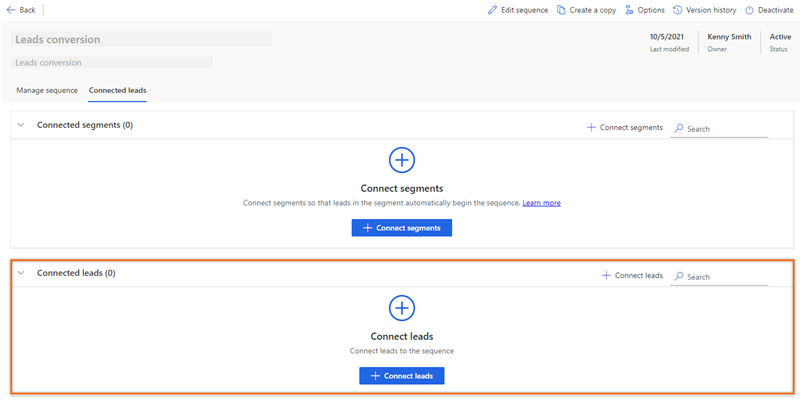 Back
Edit sequence
Create a copy
Options
Version history
Deactivate
Leads conversion
Leads conversion
10/5/2021
Last modified
Kenny Smith
Owner
Active
Status
Manage sequence
Connected leads
Connected segments (0)
Connect segments
Search
Connect segments
Connect segments so that leads in the segment automatically begin the sequence. Learn more
Connect segments
Connected leads (0)
Connect leads
Search
Connect leads
Connect leads to the sequence
Connect leads